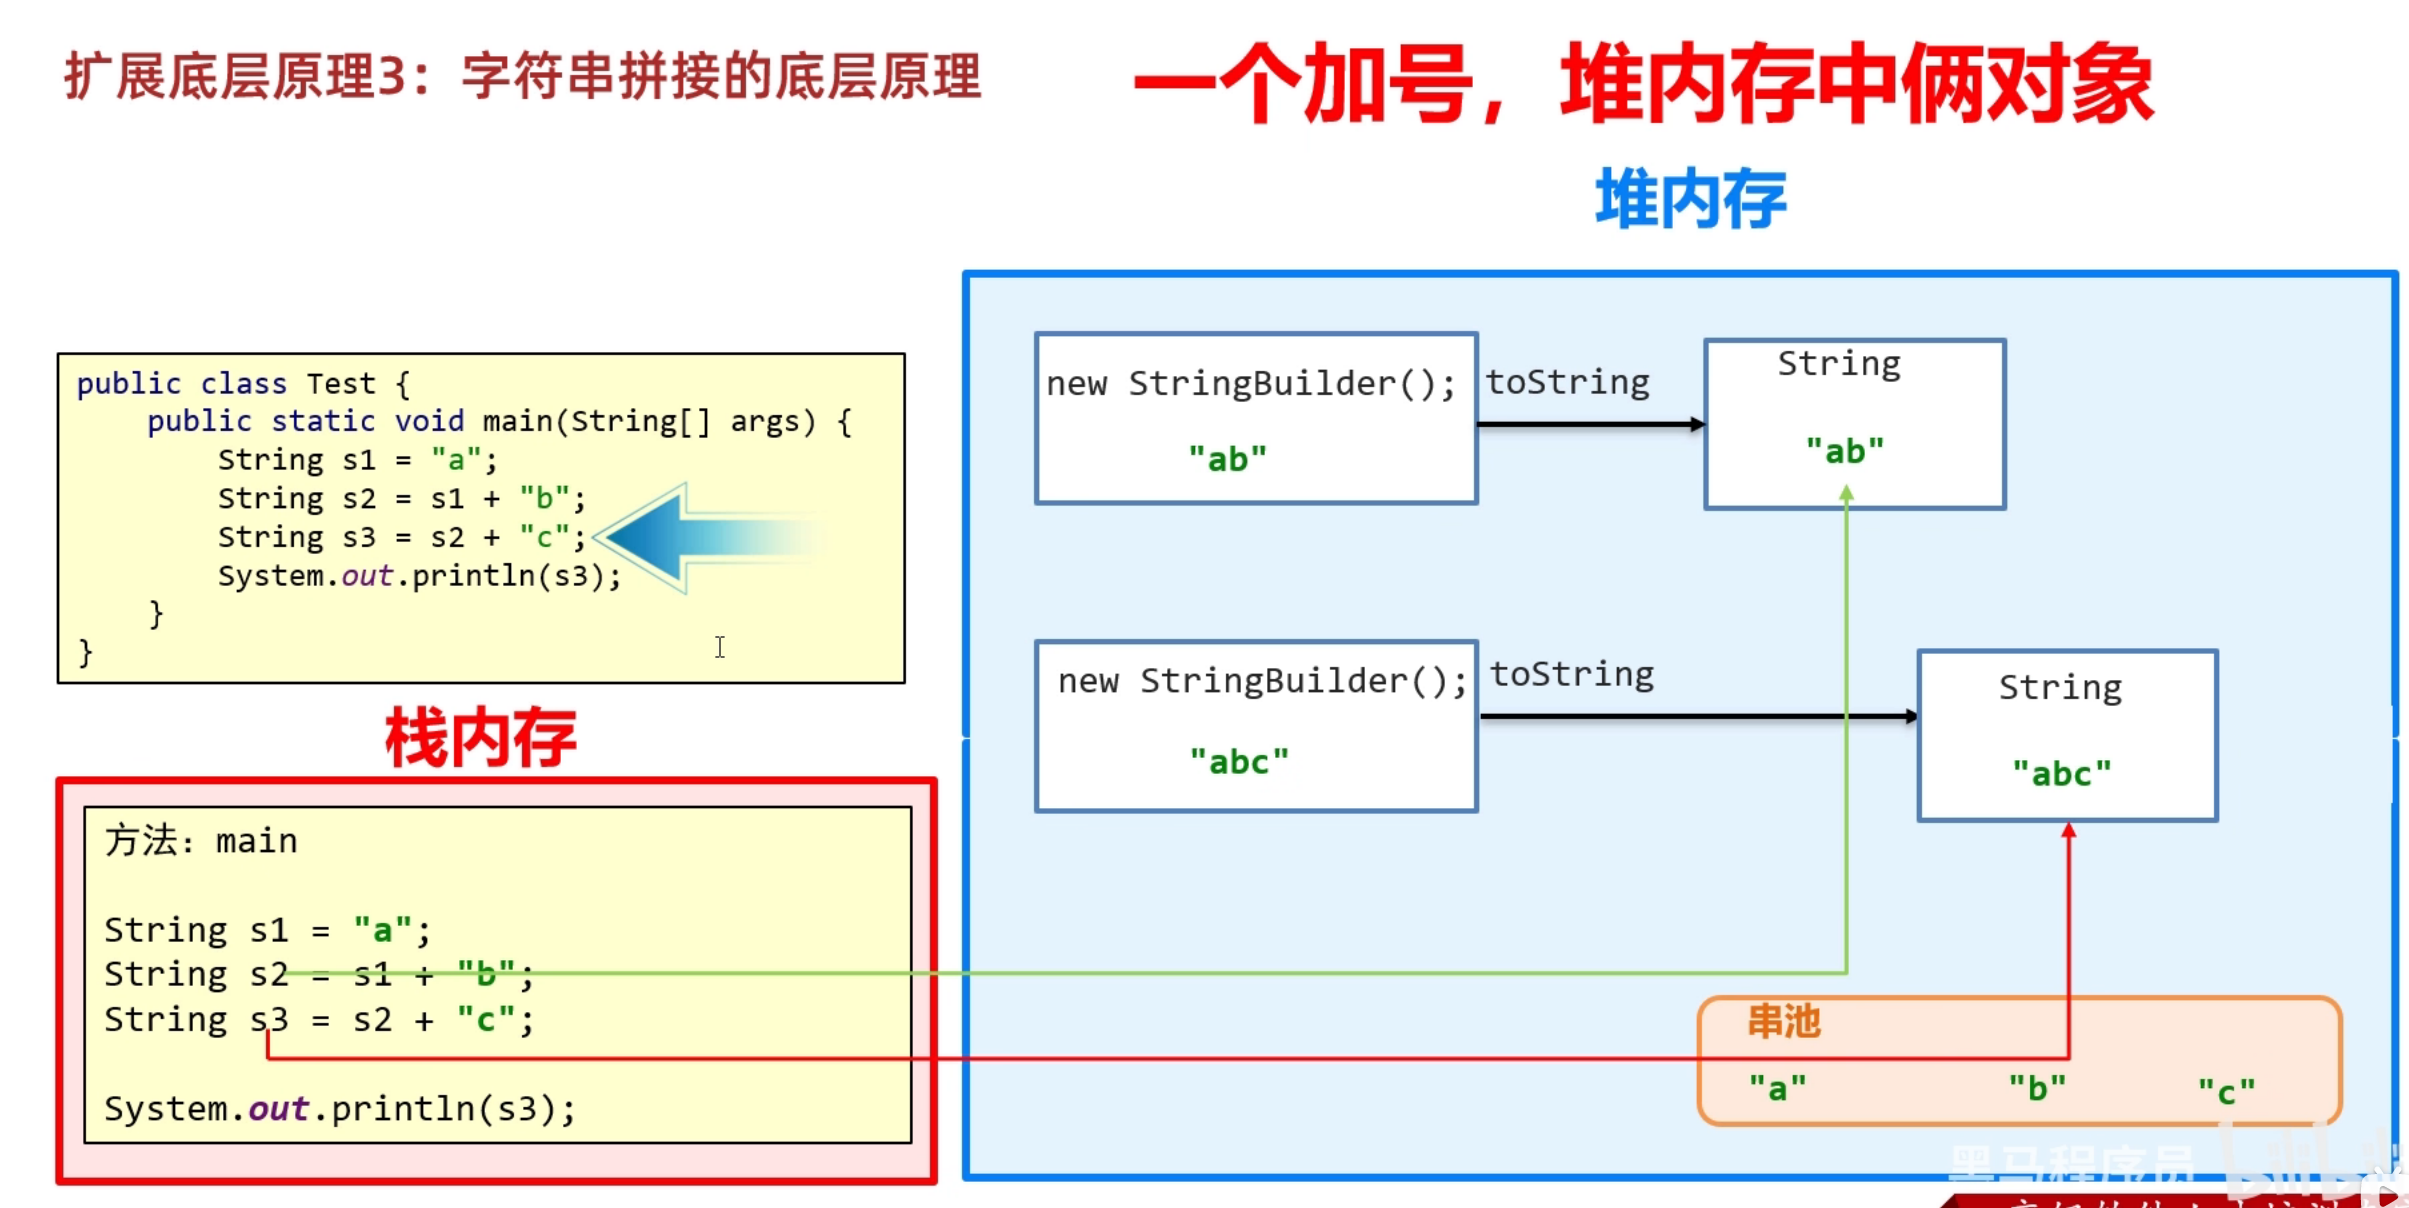 扩展底层原理3：字符串拼接的底层原理
一个加号，堆内存中俩对象
堆内存
public class Test {
public static void main(String[] args) {
String s1 = "a";
String s2 = s1 + "b";
String s3 = s2 + "c";
System.out.println(s3);
}
}
new StringBuilder();
"ab"
toString
String
"ab"
new StringBuilder();
"abc"
toString
String
"abc"
栈内存
方法：main
String s1 = "a";
String s2 = s1 + "b";
String s3 = s2 + "c";
System.out.println(s3);
串池
"a" "b" "c"
黑马程序员